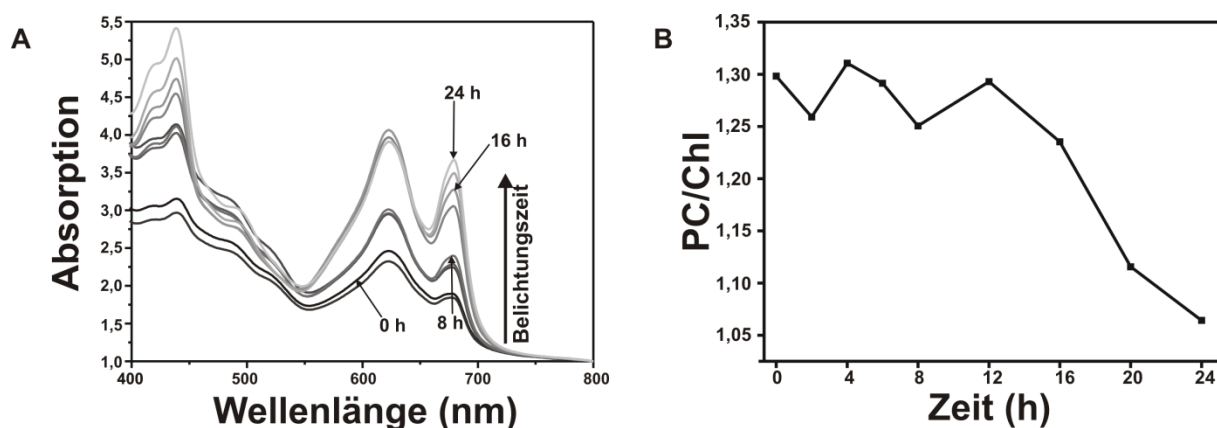 A
Absorption
5,5
5,0
4,5
4,0
3,5
3,0
2,5
2,0
1,5
1,0
400
500
600
700
800
Wellenlänge (nm)
24 h
16 h
0 h
8 h
Belichtungszeit
B
PC/Chl
1,35
1,30
1,25
1,20
1,15
1,10
1,05
0
4
8
12
16
20
24
Zeit (h)